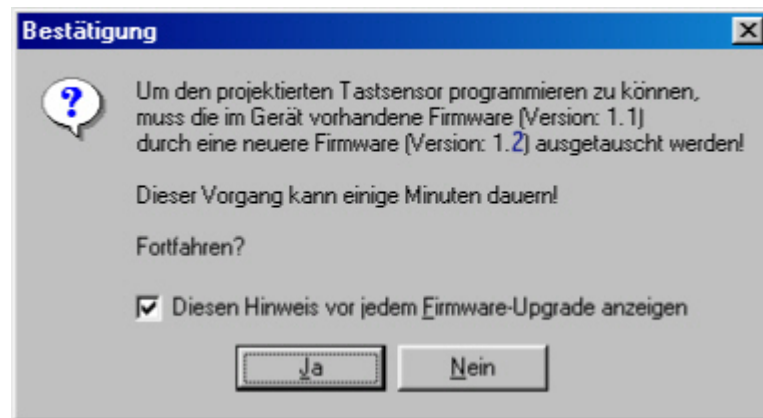 Bestätigung
Um den projektierten Tastsensor programmieren zu können,
muss die im Gerät vorhandene Firmware (Version: 1.1)
durch eine neuere Firmware (Version: 1.2) ausgetauscht werden!
Dieser Vorgang kann einige Minuten dauern!
Fortfahren?
Diesen Hinweis vor jedem Firmware-Upgrade anzeigen
Ja
Nein